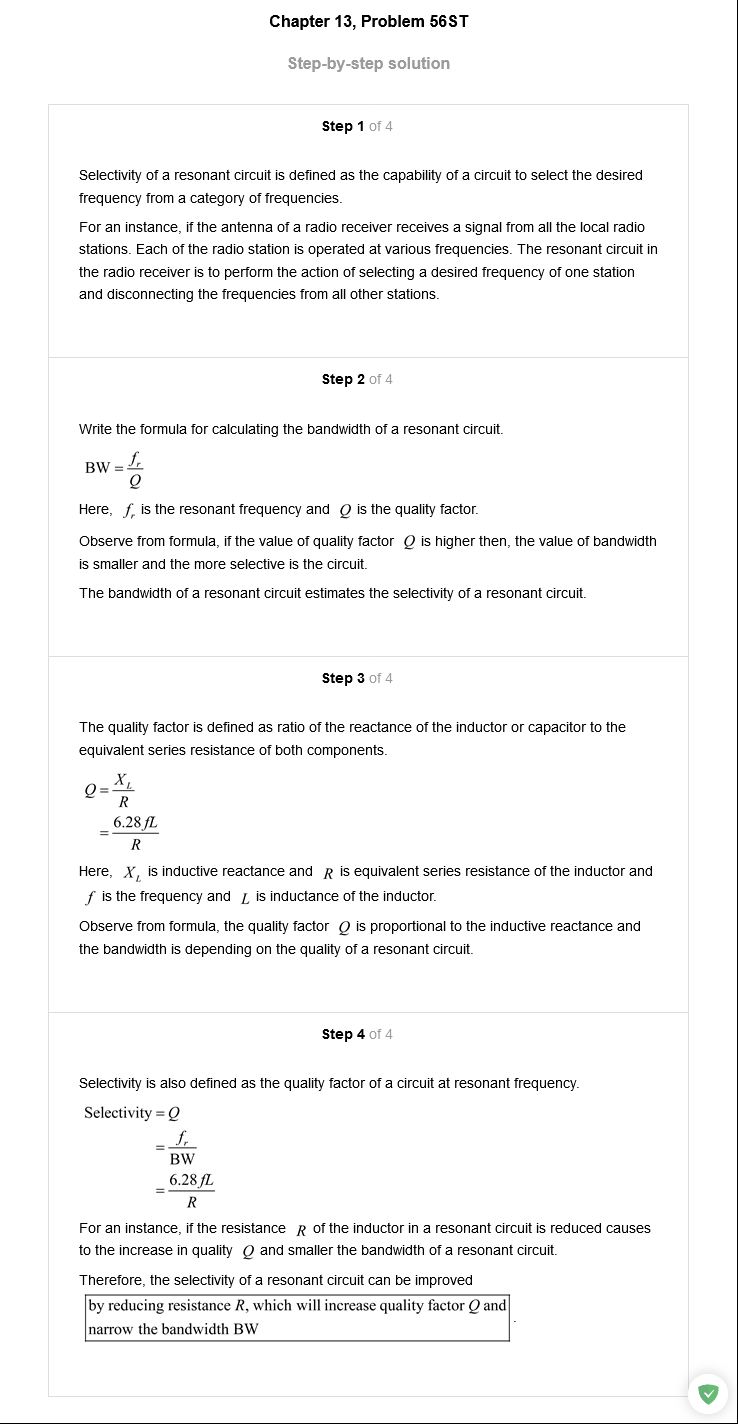 Chapter 13, Problem 56ST
Step-by-step solution
Step 1 of 4
Selectivity of a resonant circuit is defined as the capability of a circuit to select the desired
frequency from a category of frequencies.
For an instance, if the antenna of a radio receiver receives a signal from all the local radio
stations. Each of the radio station is operated at various frequencies. The resonant circuit in
the radio receiver is to perform the action of selecting a desired frequency of one station
and disconnecting the frequencies from all other stations.
Step 2 of 4
Write the formula for calculating the bandwidth of a resonant circuit.
BW = f_r / Q
Here, f_r is the resonant frequency and Q is the quality factor.
Observe from formula, if the value of quality factor Q is higher then, the value of bandwidth
is smaller and the more selective is the circuit.
The bandwidth of a resonant circuit estimates the selectivity of a resonant circuit.
Step 3 of 4
The quality factor is defined as ratio of the reactance of the inductor or capacitor to the
equivalent series resistance of both components.
Q = X_L / R
= 6.28 fL / R
Here, X_L is inductive reactance and R is equivalent series resistance of the inductor and
f is the frequency and L is inductance of the inductor.
Observe from formula, the quality factor Q is proportional to the inductive reactance and
the bandwidth is depending on the quality of a resonant circuit.
Step 4 of 4
Selectivity is also defined as the quality factor of a circuit at resonant frequency.
Selectivity = Q
= f_r / BW
= 6.28 fL / R
For an instance, if the resistance R of the inductor in a resonant circuit is reduced causes
to the increase in quality Q and smaller the bandwidth of a resonant circuit.
Therefore, the selectivity of a resonant circuit can be improved
by reducing resistance R, which will increase quality factor Q and
narrow the bandwidth BW.